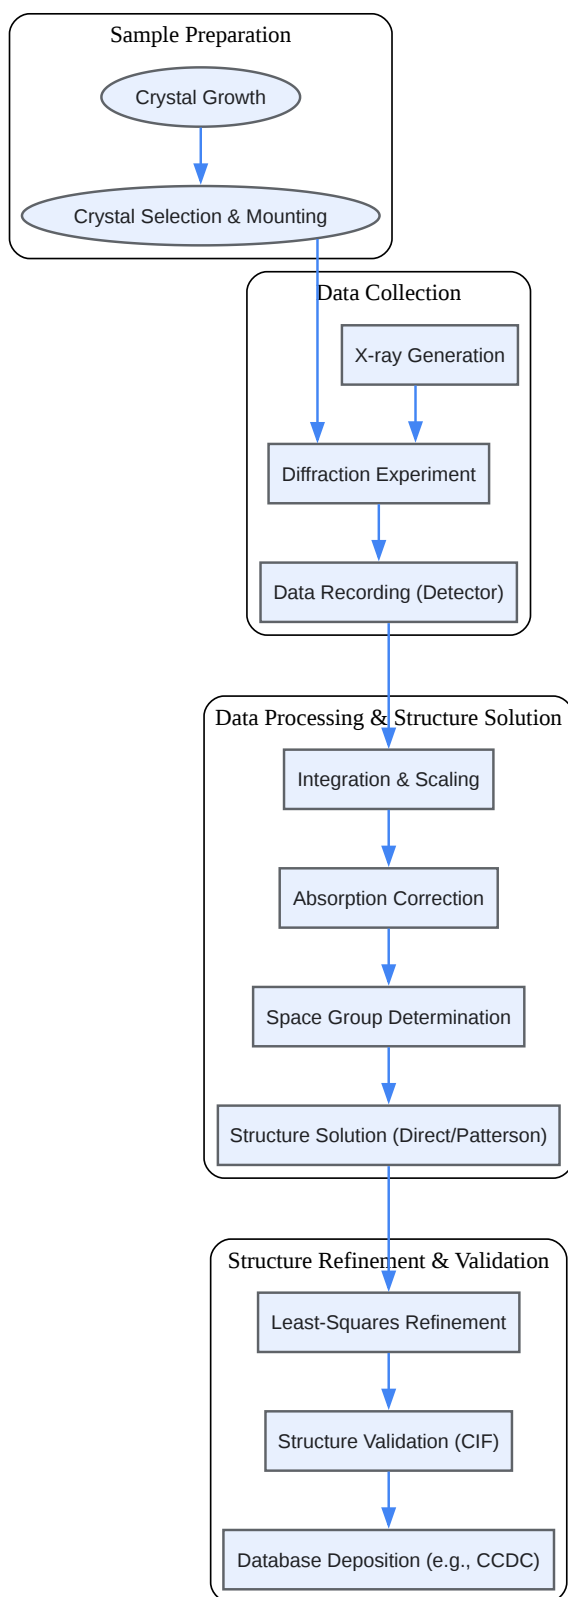 Sample Preparation
Crystal Growth
Crystal Selection & Mounting
Data Collection
X-ray Generation
Diffraction Experiment
Data Recording (Detector)
Data Processing & Structure Solution
Integration & Scaling
Absorption Correction
Space Group Determination
Structure Solution (Direct/Patterson)
Structure Refinement & Validation
Least-Squares Refinement
Structure Validation (CIF)
Database Deposition (e.g., CCDC)